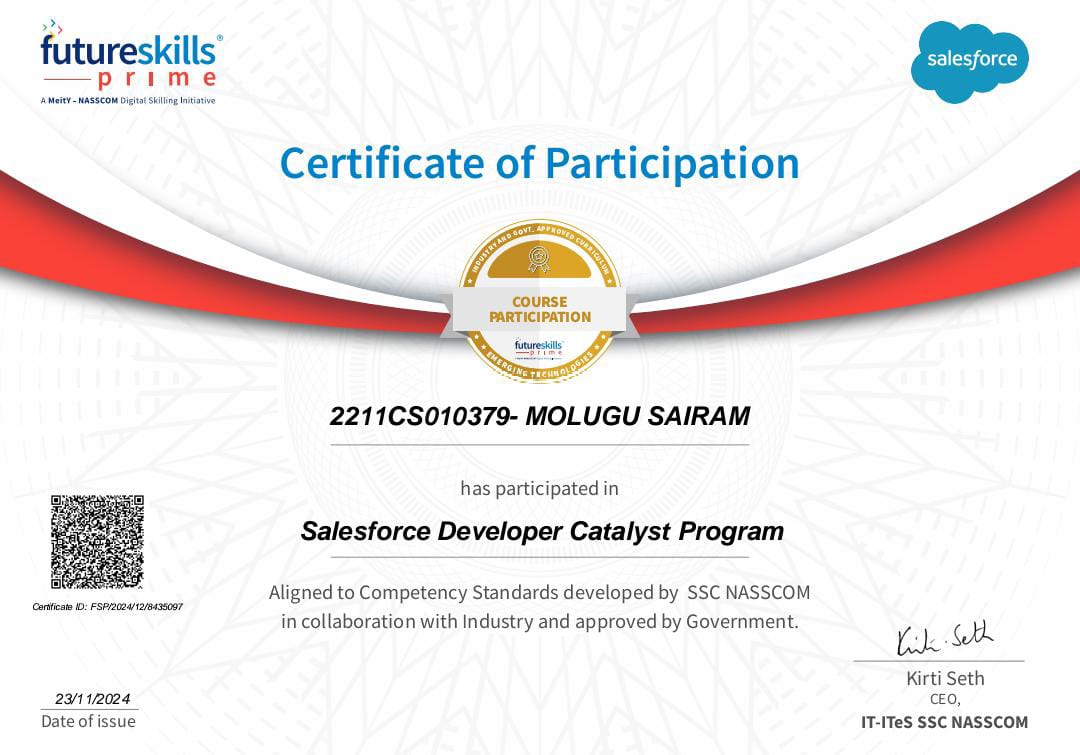 futureskills®
prime
A MeitY - NASSCOM Digital Skilling Initiative
salesforce
Certificate of Participation
INDUSTRY AND GOVT. APPROVED CURRICULUM
COURSE
PARTICIPATION
futureskills
prime
EMERGING TECHNOLOGIES
2211CS010379- MOLUGU SAIRAM
has participated in
Salesforce Developer Catalyst Program
Aligned to Competency Standards developed by SSC NASSCOM
in collaboration with Industry and approved by Government.
Certificate ID: FSP/2024/12/8435097
23/11/2024
Date of issue
Kirti Seth
Kirti Seth
CEO,
IT-ITeS SSC NASSCOM